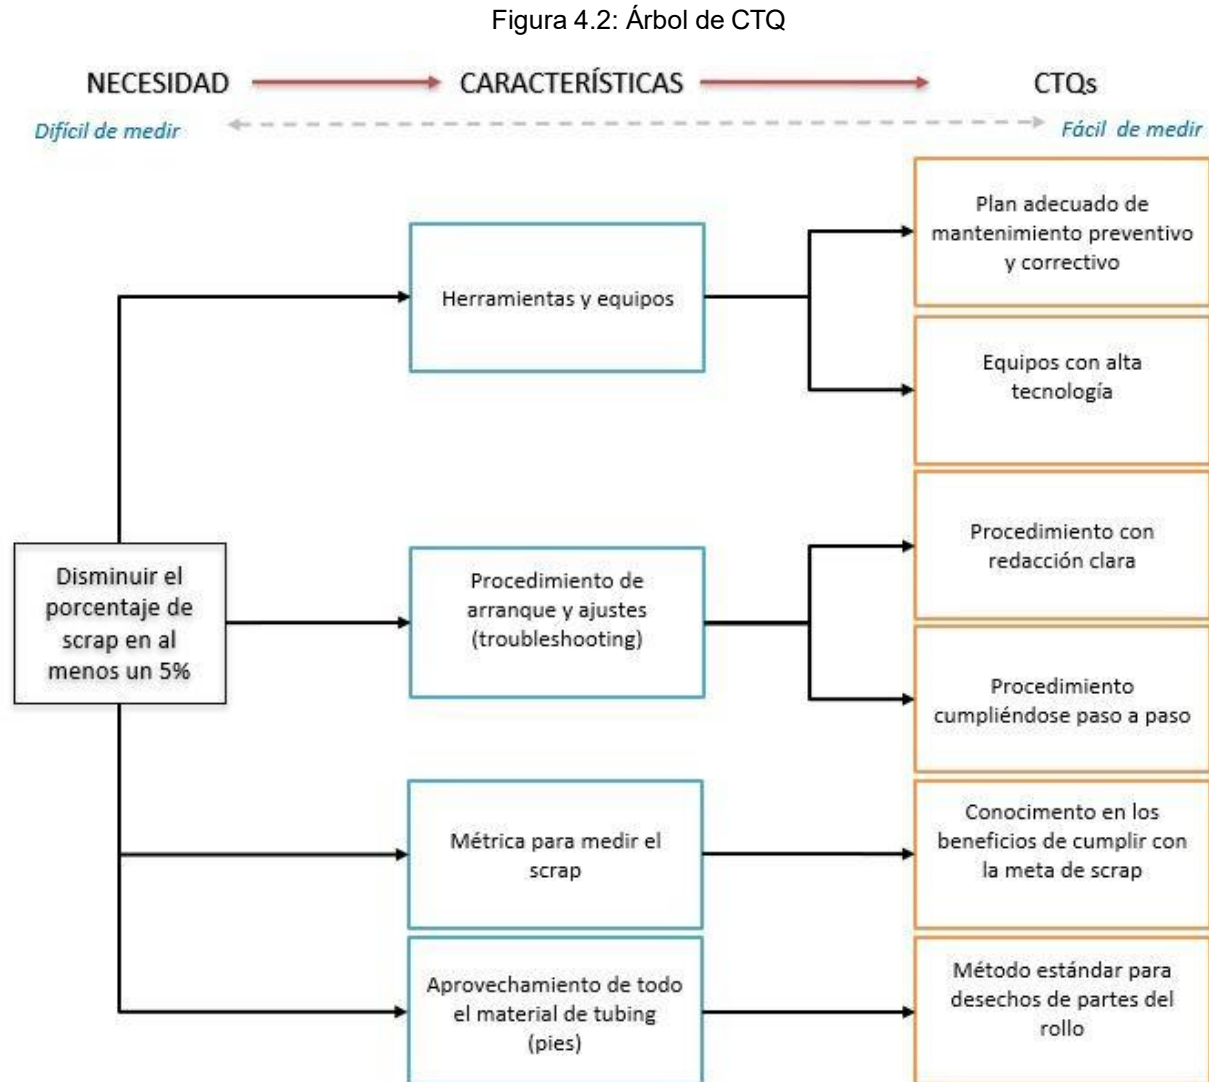 Figura 4.2: Árbol de CTQ
NECESIDAD
CARACTERÍSTICAS
CTQs
Difícil de medir
Fácil de medir
Plan adecuado de
mantenimiento preventivo
y correctivo
Herramientas y equipos
Equipos con alta
tecnología
Procedimiento con
redacción clara
Disminuir el
porcentaje de
scrap en al
menos un 5%
Procedimiento de
arranque y ajustes
(troubleshooting)
Procedimiento
cumpliéndose paso a paso
Métrica para medir el
scrap
Conocimento en los
beneficios de cumplir con
la meta de scrap
Aprovechamiento de todo
el material de tubing
(pies)
Método estándar para
desechos de partes del
rollo